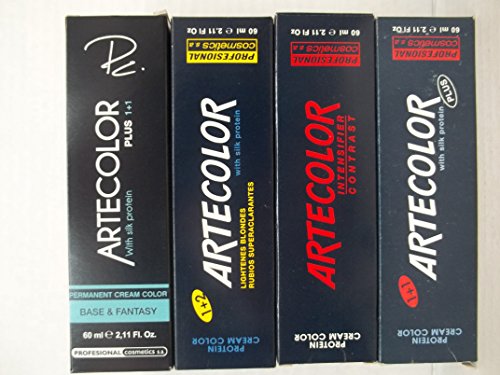 Pc.
ARTECOLOR
PLUS 1+1
With silk protein
PERMANENT CREAM COLOR
BASE & FANTASY
60 ml e 2,11 Fl. Oz.
PROFESIONAL cosmetics s.a.
60 ml e 2.11 Fl Oz
PROFESIONAL
cosmetics s.a
ARTECOLOR
with silk protein
LIGHTENES BLONDES
RUBIOS SUPERACLARANTES
1+2
PROTEIN
CREAM COLOR
60 ml e 2.11 Fl Oz
PROFESIONAL
cosmetics s.a
ARTECOLOR
INTENSIFIER
CONTRAST
PROTEIN
CREAM COLOR
60 ml e 2.11 Fl Oz
PROFESIONAL
cosmetics s.a
ARTECOLOR
PLUS
with silk protein
1+1
PROTEIN
CREAM COLOR